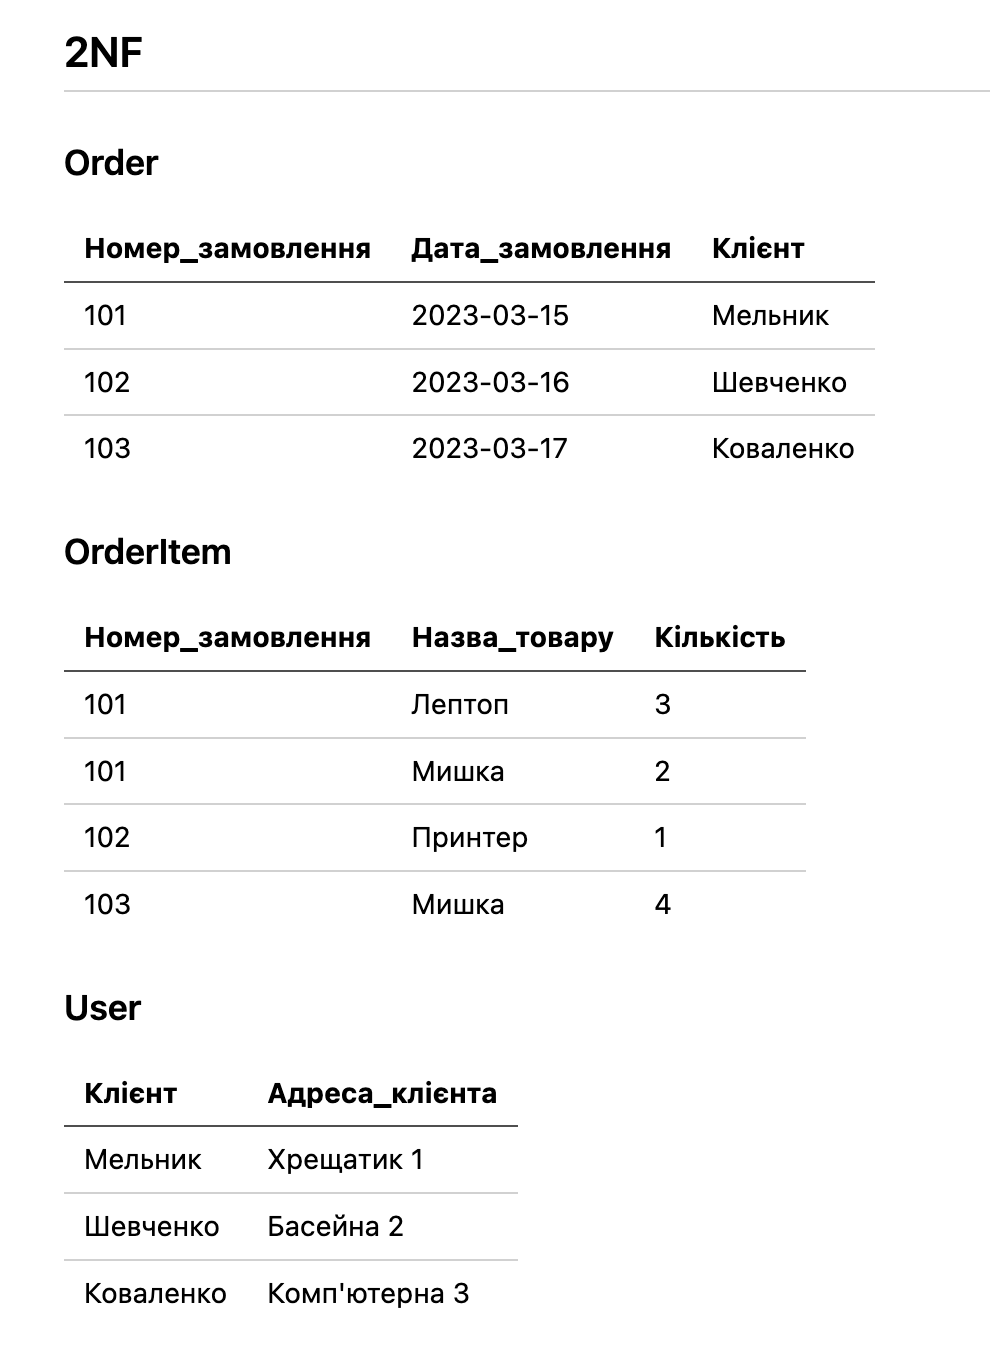 2NF
Order
Номер_замовлення Дата_замовлення Клієнт
101 2023-03-15 Мельник
102 2023-03-16 Шевченко
103 2023-03-17 Коваленко
OrderItem
Номер_замовлення Назва_товару Кількість
101 Лептоп 3
101 Мишка 2
102 Принтер 1
103 Мишка 4
User
Клієнт Адреса_клієнта
Мельник Хрещатик 1
Шевченко Басейна 2
Коваленко Комп'ютерна 3